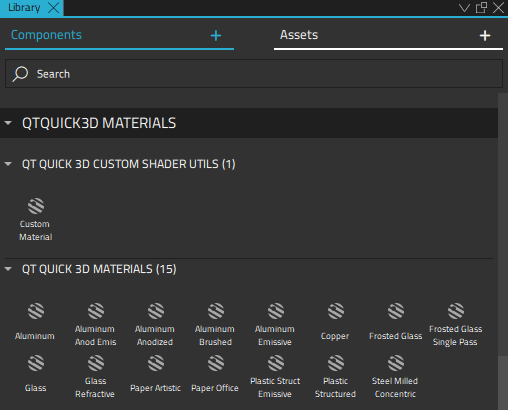 Library
Components + Assets +
Search
QTQUICK3D MATERIALS
QT QUICK 3D CUSTOM SHADER UTILS (1)
Custom
Material
QT QUICK 3D MATERIALS (15)
Aluminum
Aluminum
Anod Emis
Aluminum
Anodized
Aluminum
Brushed
Aluminum
Emissive
Copper
Frosted Glass
Frosted Glass
Single Pass
Glass
Glass
Refractive
Paper Artistic
Paper Office
Plastic Struct
Emissive
Plastic
Structured
Steel Milled
Concentric